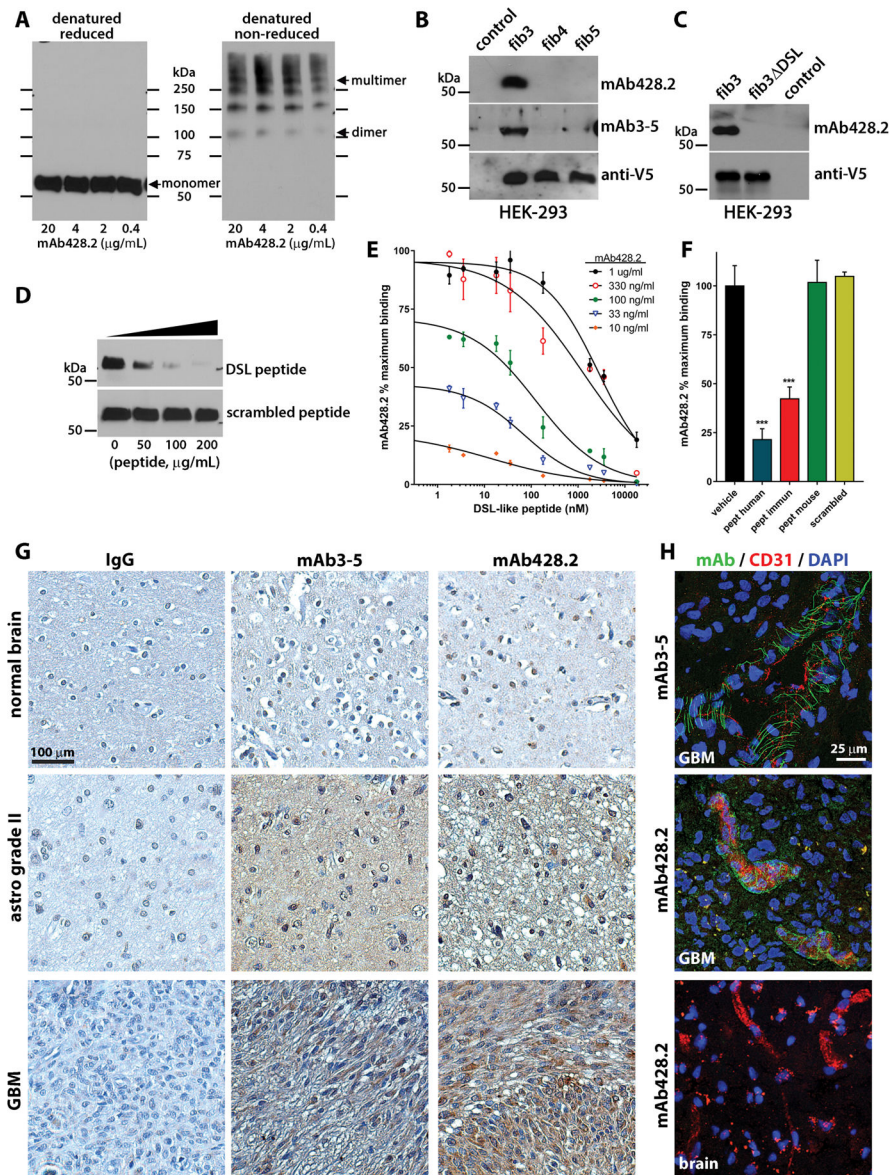 A
denatured
reduced
denatured
non-reduced
kDa
250
150
100
75
50
multimer
dimer
monomer
20 4 2 0.4
mAb428.2 (µg/mL)
20 4 2 0.4
mAb428.2 (µg/mL)
B
control
fib3
fib4
fib5
kDa
50
50
50
mAb428.2
mAb3-5
anti-V5
HEK-293
C
fib3
fib3ΔDSL
control
kDa
50
50
mAb428.2
anti-V5
HEK-293
D
kDa
50
50
DSL peptide
scrambled peptide
0 50 100 200
(peptide, µg/mL)
E
mAb428.2 % maximum binding
100
75
50
25
0
1 10 100 1000 10000
DSL-like peptide (nM)
mAb428.2
1 ug/ml
330 ng/ml
100 ng/ml
33 ng/ml
10 ng/ml
F
mAb428.2 % maximum binding
100
75
50
25
0
***
***
vehicle
pept human
pept immun
pept mouse
scrambled
G
IgG mAb3-5 mAb428.2
normal brain
100 µm
astro grade II
GBM
H
mAb / CD31 / DAPI
mAb3-5
GBM
25 µm
mAb428.2
GBM
mAb428.2
brain